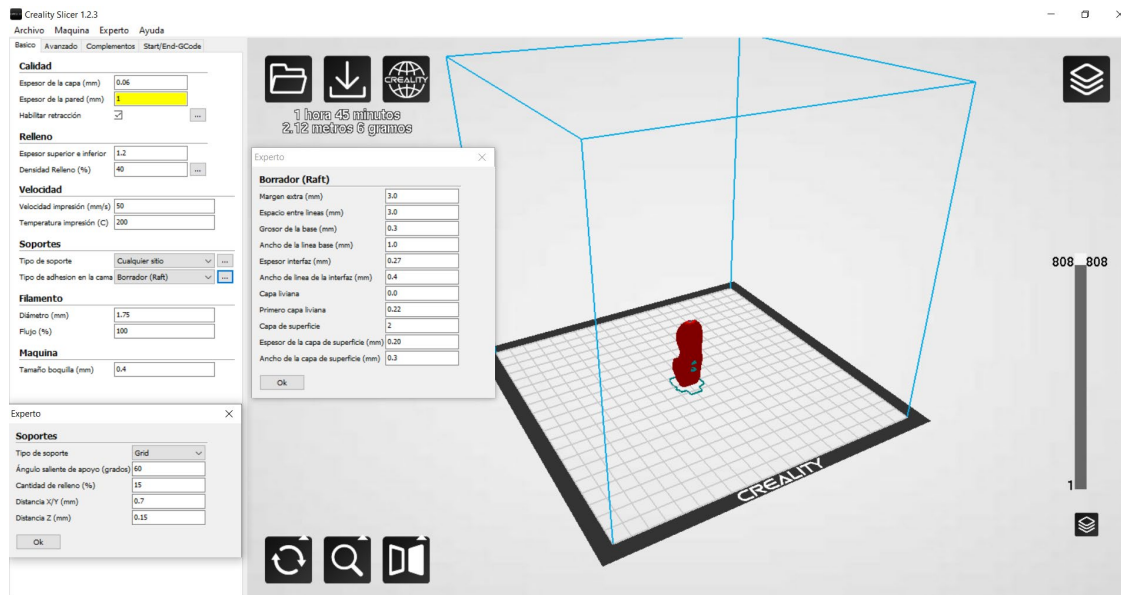 Creality Slicer 1.2.3
Archivo Maquina Experto Ayuda
Basico Avanzado Complementos Start/End-GCode
Calidad
Espesor de la capa (mm) 0.06
Espesor de la pared (mm) 1
Habilitar retracción ...
Relleno
Espesor superior e inferior 1.2
Densidad Relleno (%) 40 ...
Velocidad
Velocidad impresión (mm/s) 50
Temperatura impresión (C) 200
Soportes
Tipo de soporte Cualquier sitio ...
Tipo de adhesion en la cama Borrador (Raft) ...
Filamento
Diámetro (mm) 1.75
Flujo (%) 100
Maquina
Tamaño boquilla (mm) 0.4
Experto
Soportes
Tipo de soporte Grid
Ángulo saliente de apoyo (grados) 60
Cantidad de relleno (%) 15
Distancia X/Y (mm) 0.7
Distancia Z (mm) 0.15
Ok
CREALITY
1 hora 45 minutos
2.12 metros 6 gramos
Experto
Borrador (Raft)
Margen extra (mm) 3.0
Espacio entre lineas (mm) 3.0
Grosor de la base (mm) 0.3
Ancho de la linea base (mm) 1.0
Espesor interfaz (mm) 0.27
Ancho de linea de la interfaz (mm) 0.4
Capa liviana 0.0
Primero capa liviana 0.22
Capa de superficie 2
Espesor de la capa de superficie (mm) 0.20
Ancho de la capa de superficie (mm) 0.3
Ok
808 808
1
CREALITY